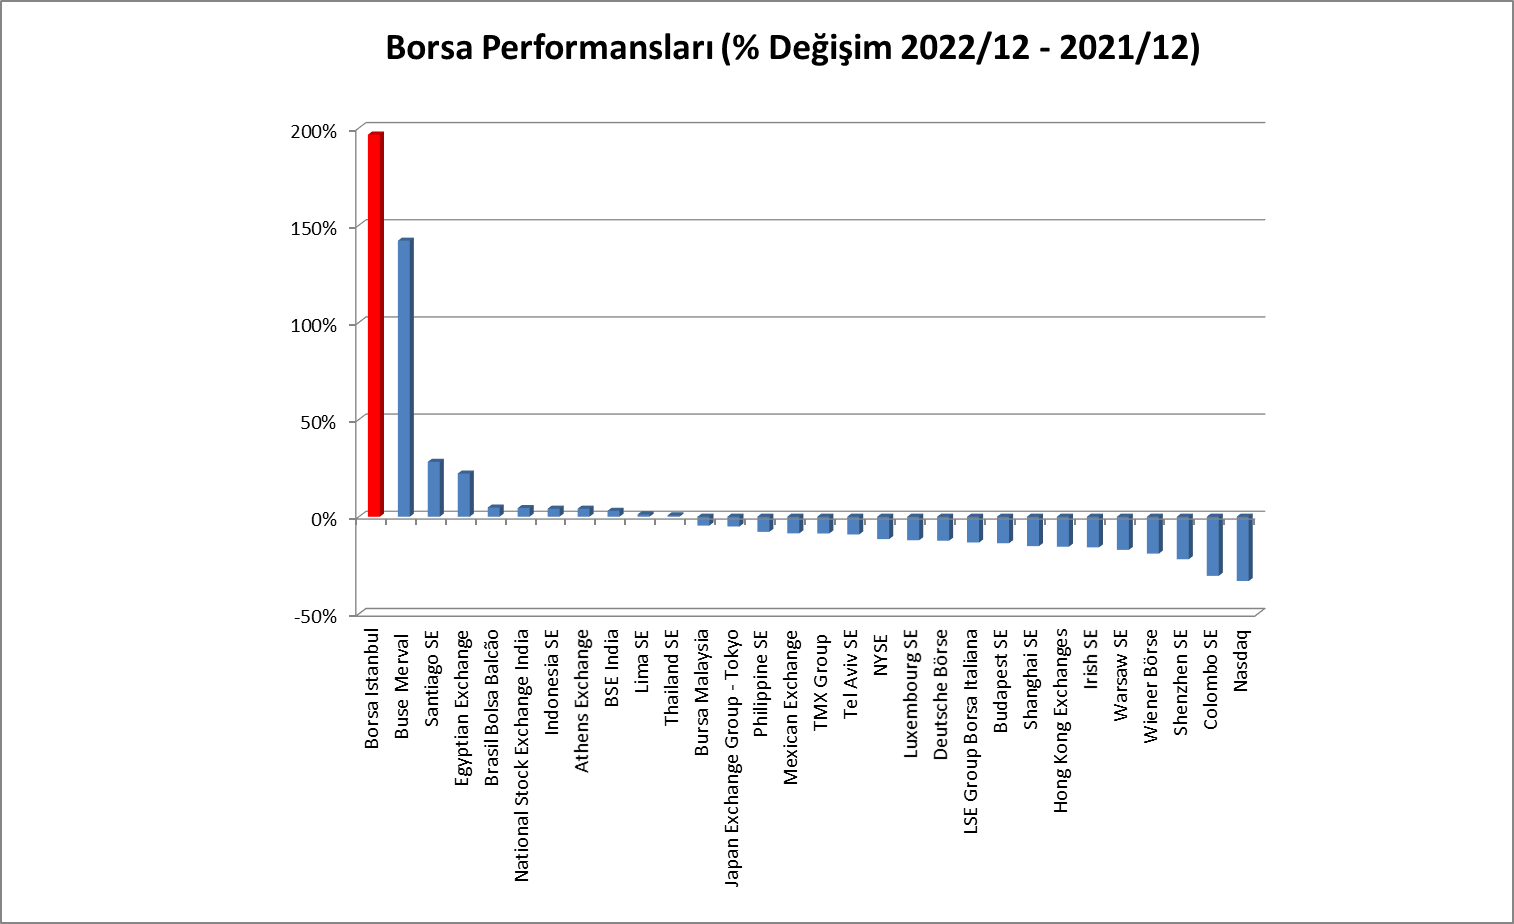 Borsa Performansları (% Değişim 2022/12 - 2021/12)
200%
150%
100%
50%
0%
-50%
Borsa Istanbul
Buse Merval
Santiago SE
Egyptian Exchange
Brasil Bolsa Balcão
National Stock Exchange India
Indonesia SE
Athens Exchange
BSE India
Lima SE
Thailand SE
Bursa Malaysia
Japan Exchange Group - Tokyo
Philippine SE
Mexican Exchange
TMX Group
Tel Aviv SE
NYSE
Luxembourg SE
Deutsche Börse
LSE Group Borsa Italiana
Budapest SE
Shanghai SE
Hong Kong Exchanges
Irish SE
Warsaw SE
Wiener Börse
Shenzhen SE
Colombo SE
Nasdaq